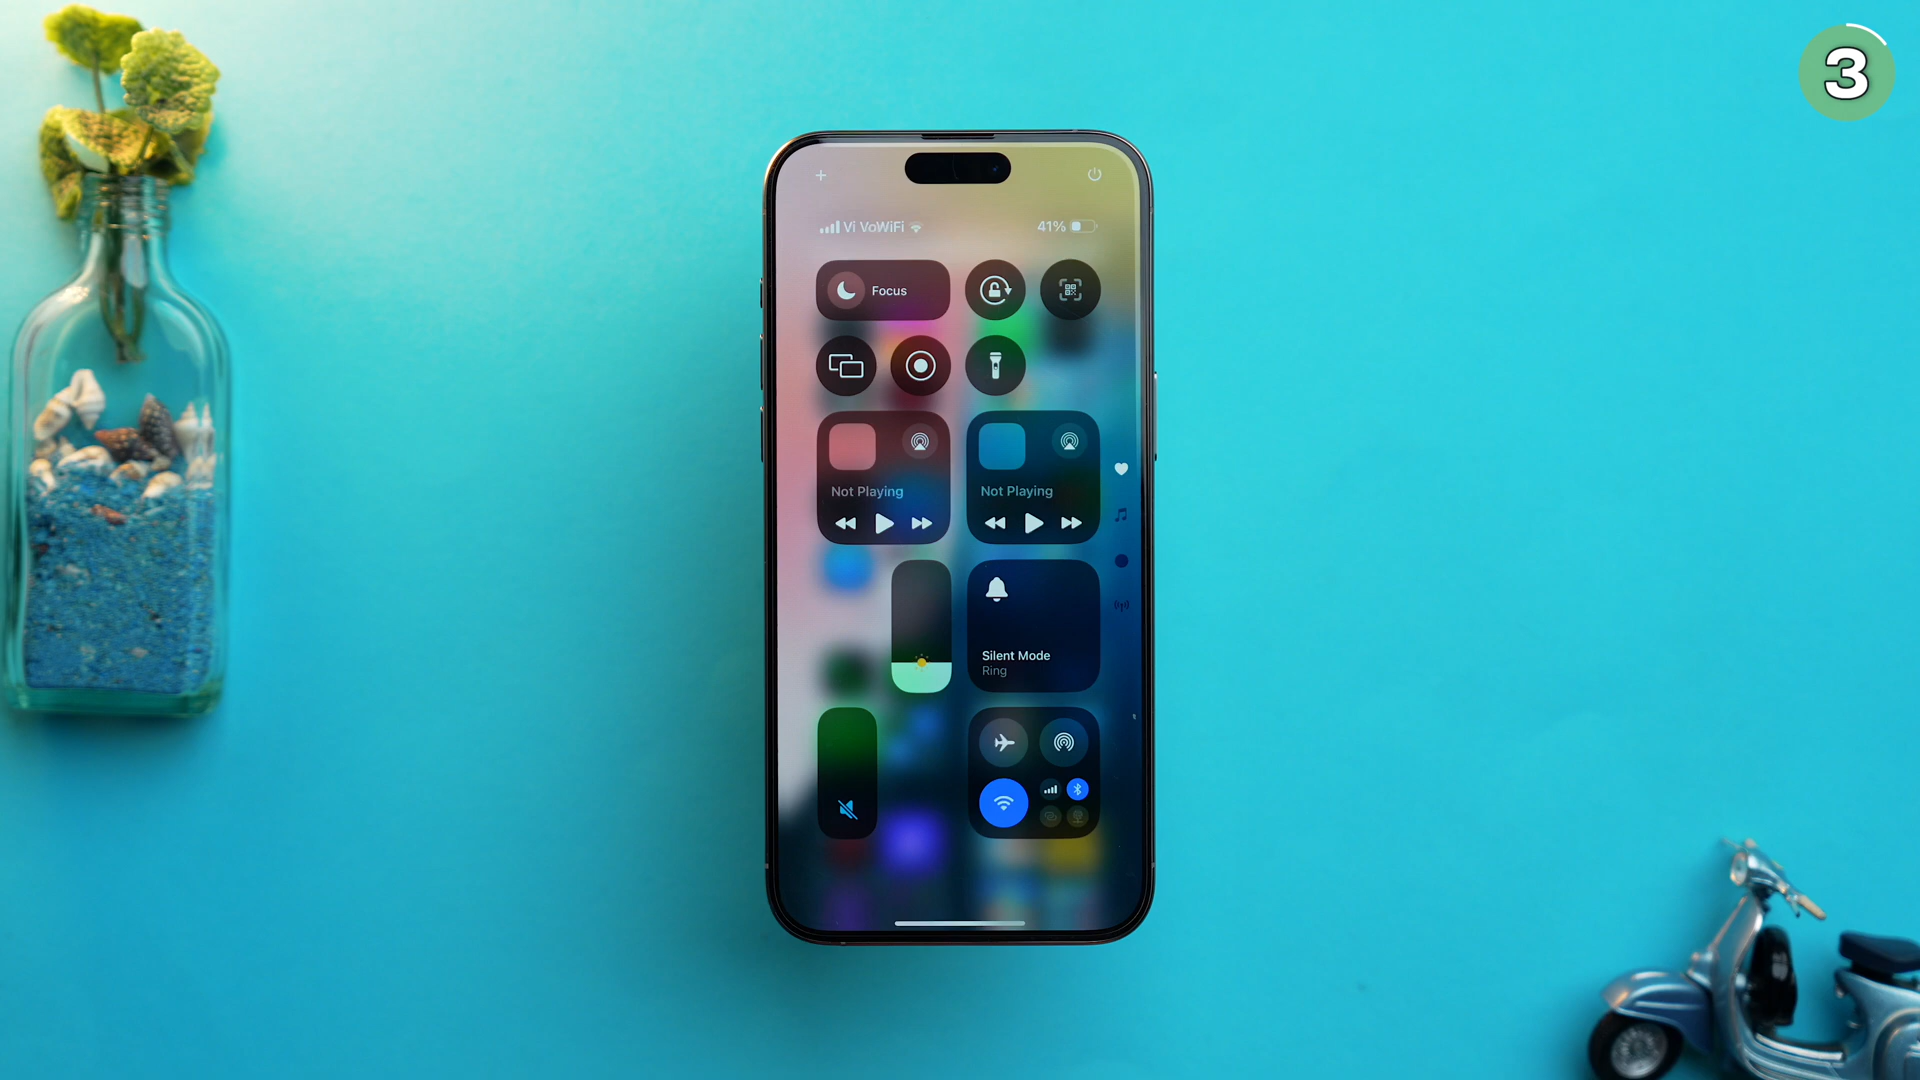 3
Vi VoWiFi 41%
Focus
Not Playing Not Playing
Silent Mode
Ring